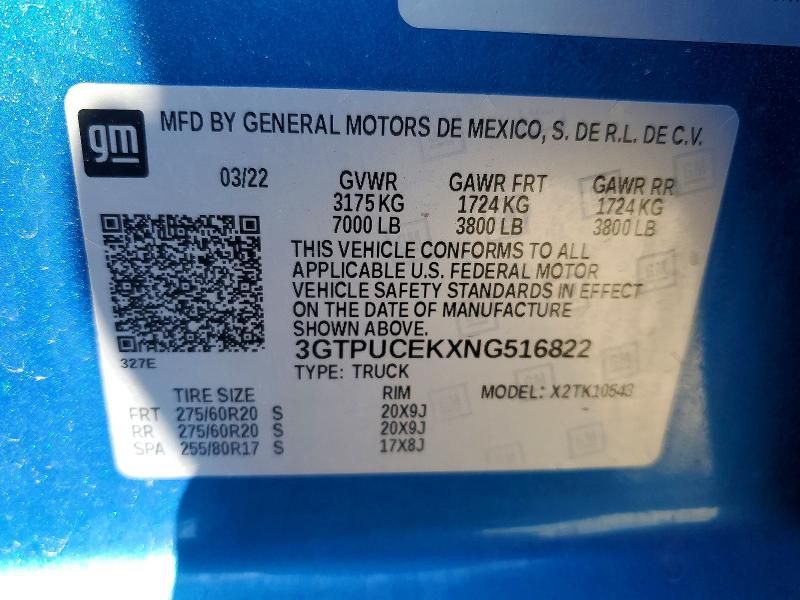 gm
MFD BY GENERAL MOTORS DE MEXICO, S. DE R.L. DE C.V.
03/22 GVWR GAWR FRT GAWR RR
3175 KG 1724 KG 1724 KG
7000 LB 3800 LB 3800 LB
THIS VEHICLE CONFORMS TO ALL
APPLICABLE U.S. FEDERAL MOTOR
VEHICLE SAFETY STANDARDS IN EFFECT
ON THE DATE OF MANUFACTURE
SHOWN ABOVE.
3GTPUCEKXNG516822
327E
TYPE: TRUCK
TIRE SIZE RIM MODEL: X2TK10543
FRT 275/60R20 S 20X9J
RR 275/60R20 S 20X9J
SPA 255/80R17 S 17X8J